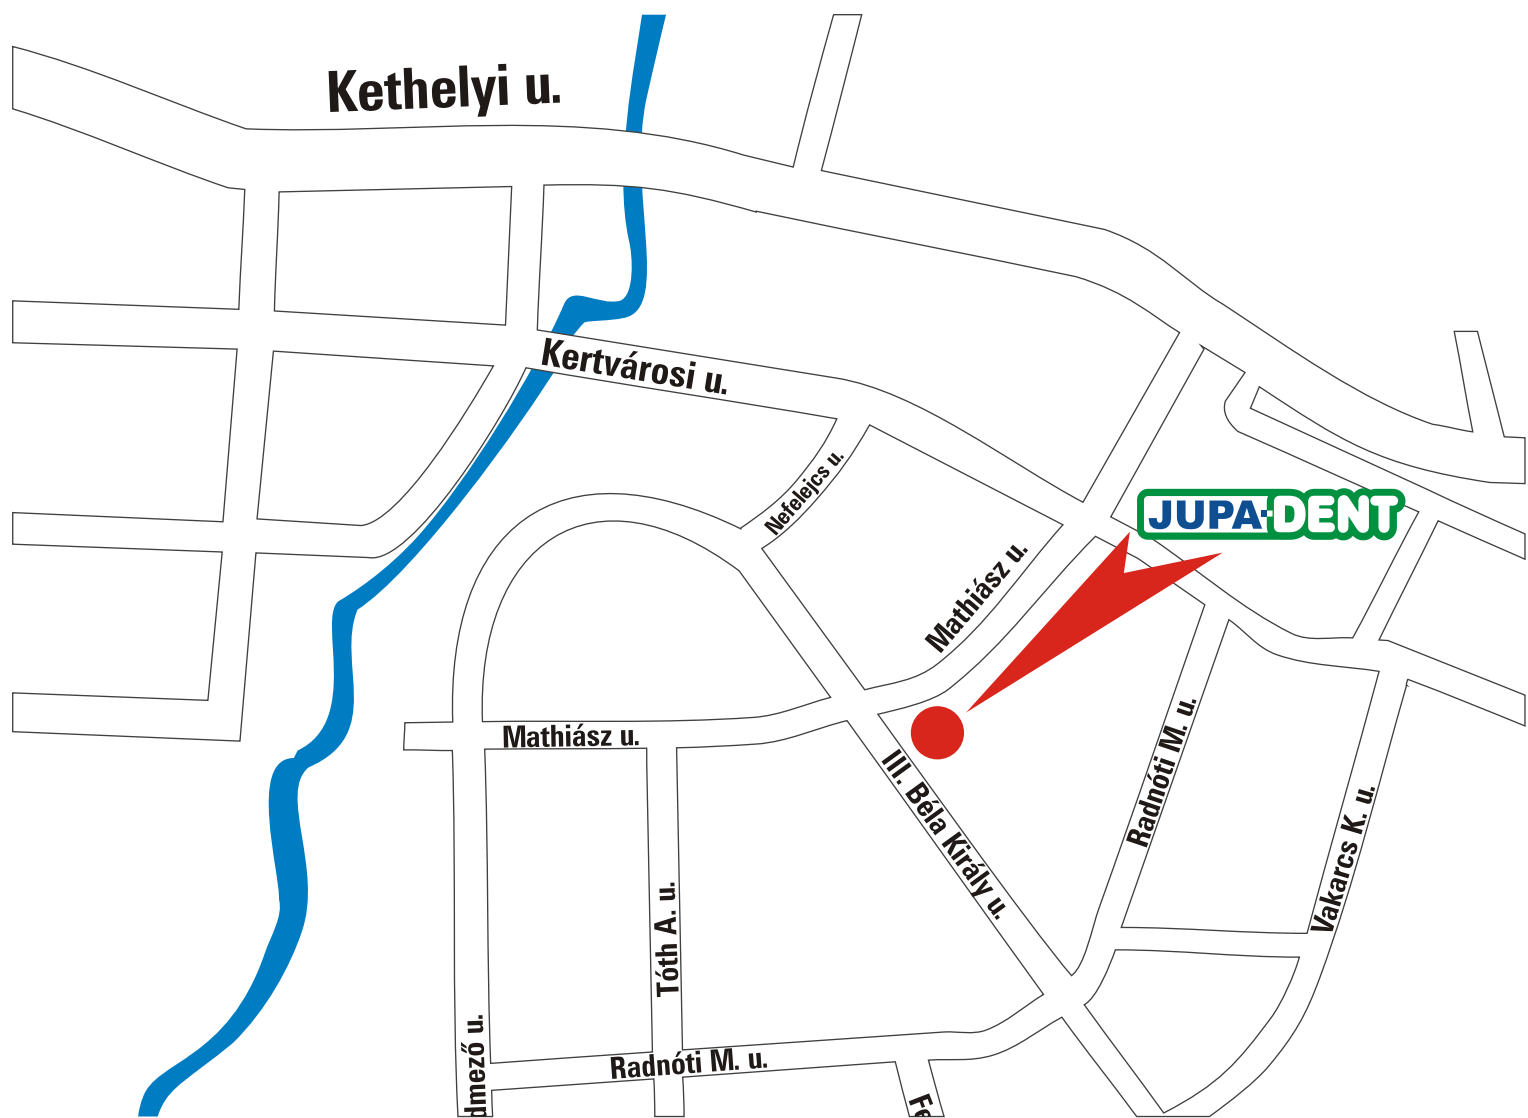 Kethelyi u.
Kertvárosi u.
Nefelejcs u.
JUPA-DENT
Mathiász u.
Mathiász u.
Radnóti M. u.
III. Béla Király u.
Vakarcs K. u.
Tóth A. u.
Radnóti M. u.